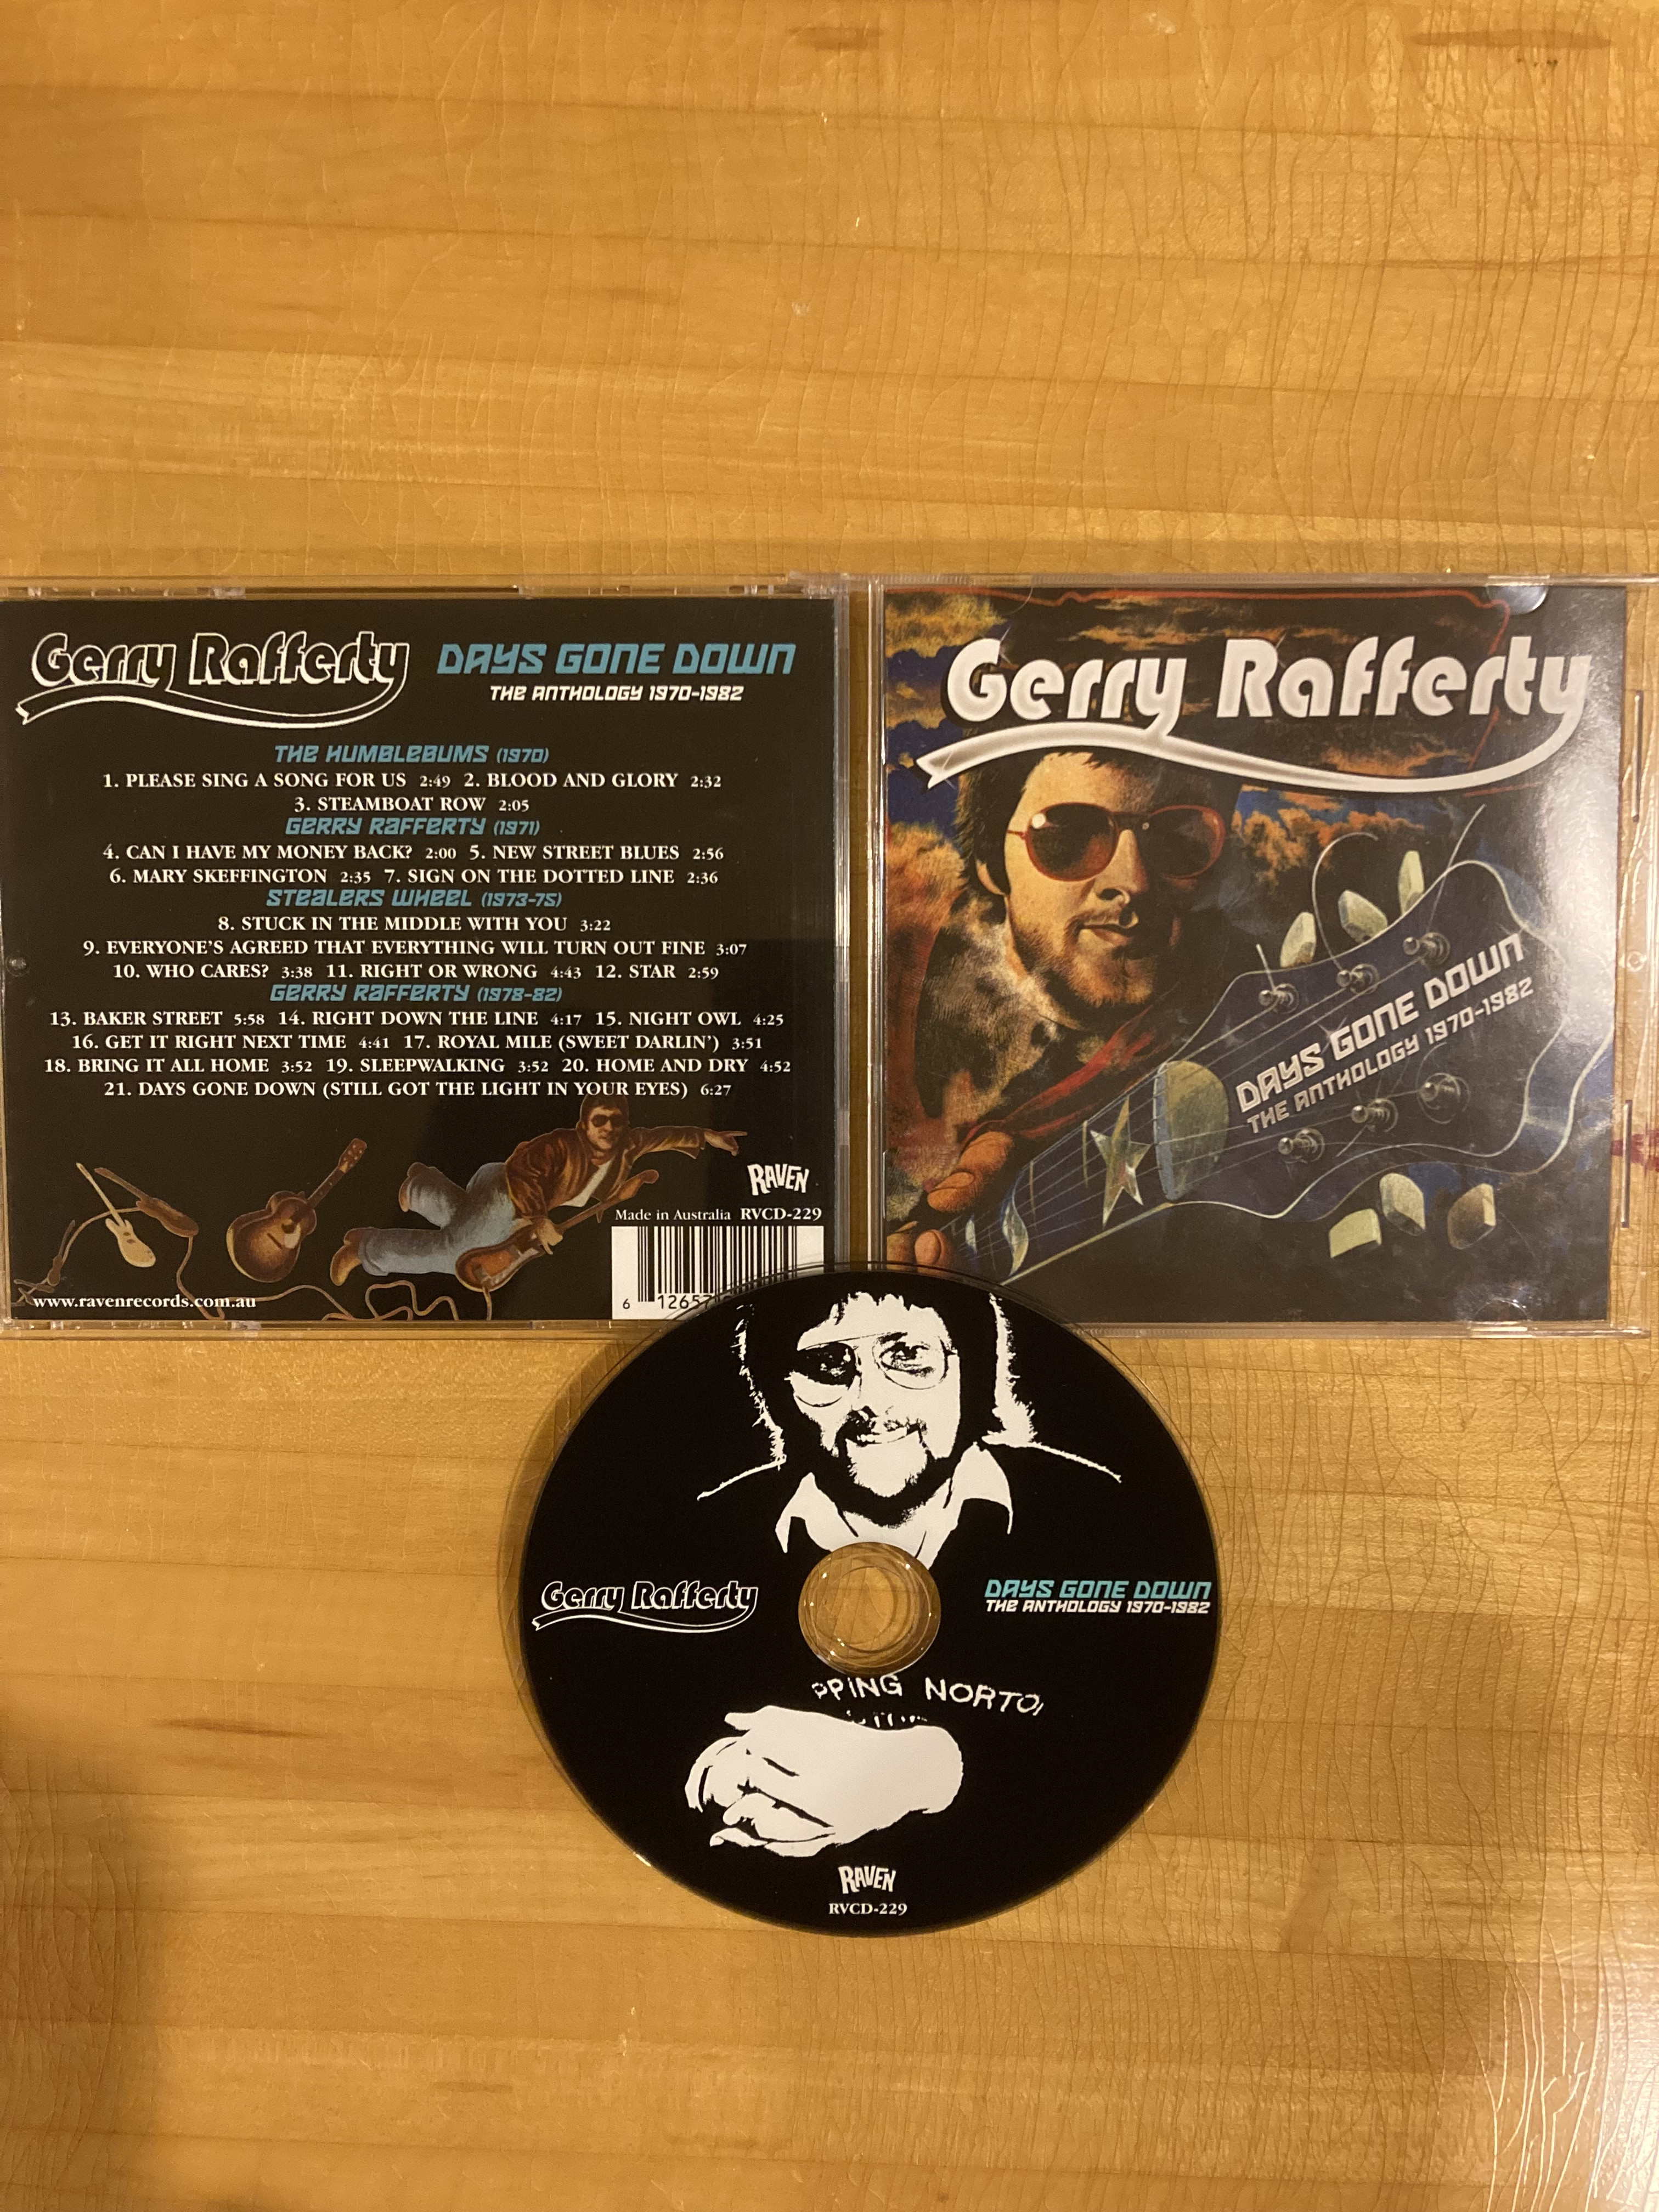 Gerry Rafferty DAYS GONE DOWN
THE ANTHOLOGY 1970-1982
THE HUMBLEBUMS (1970)
1. PLEASE SING A SONG FOR US 2:49 2. BLOOD AND GLORY 2:32
3. STEAMBOAT ROW 2:05
GERRY RAFFERTY (1971)
4. CAN I HAVE MY MONEY BACK? 2:00 5. NEW STREET BLUES 2:56
6. MARY SKEFFINGTON 2:35 7. SIGN ON THE DOTTED LINE 2:36
STEALERS WHEEL (1973-75)
8. STUCK IN THE MIDDLE WITH YOU 3:22
9. EVERYONE'S AGREED THAT EVERYTHING WILL TURN OUT FINE 3:07
10. WHO CARES? 3:38 11. RIGHT OR WRONG 4:43 12. STAR 2:59
GERRY RAFFERTY (1978-82)
13. BAKER STREET 5:58 14. RIGHT DOWN THE LINE 4:17 15. NIGHT OWL 4:25
16. GET IT RIGHT NEXT TIME 4:41 17. ROYAL MILE (SWEET DARLIN') 3:51
18. BRING IT ALL HOME 3:52 19. SLEEPWALKING 3:52 20. HOME AND DRY 4:52
21. DAYS GONE DOWN (STILL GOT THE LIGHT IN YOUR EYES) 6:27
RAVEN
Made in Australia RVCD-229
6 12657
www.ravenrecords.com.au
Gerry Rafferty
DAYS GONE DOWN
THE ANTHOLOGY 1970-1982
Gerry Rafferty
DAYS GONE DOWN
THE ANTHOLOGY 1970-1982
PPING NORTO
RAVEN
RVCD-229